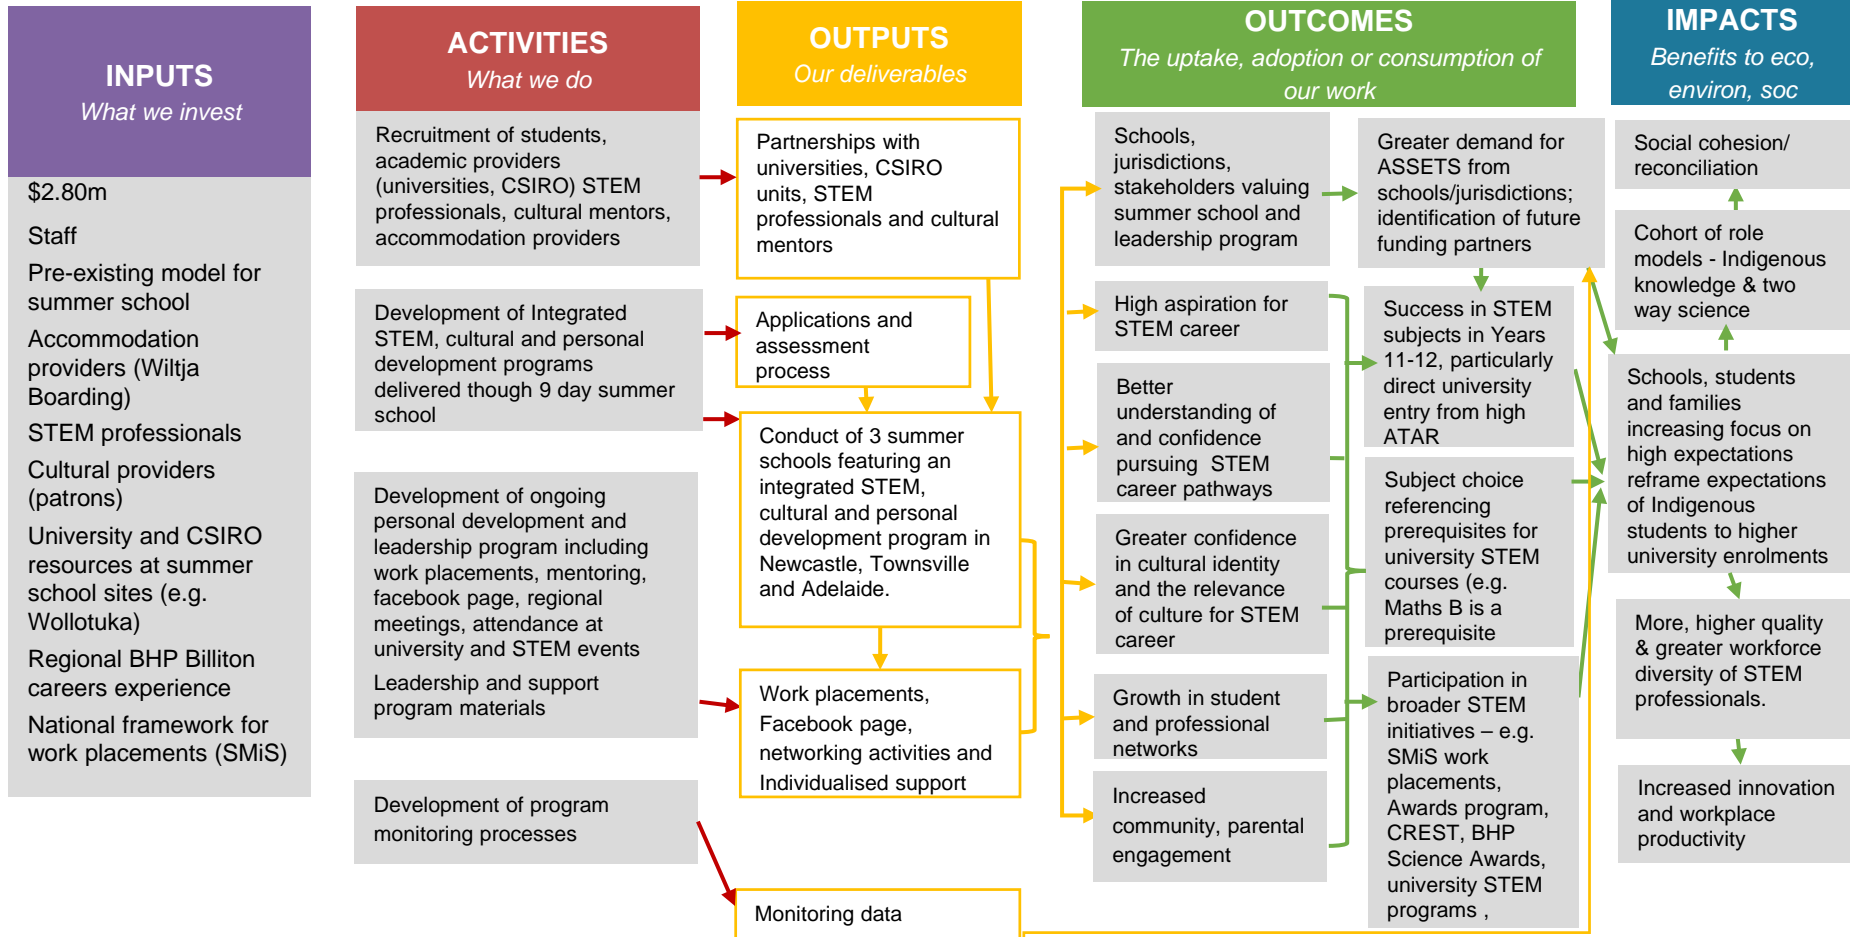 INPUTS
What we invest
$2.80m
Staff
Pre-existing model for
summer school
Accommodation
providers (Wiltja
Boarding)
STEM professionals
Cultural providers
(patrons)
University and CSIRO
resources at summer
school sites (e.g.
Wollotuka)
Regional BHP Billiton
careers experience
National framework for
work placements (SMiS)
ACTIVITIES
What we do
Recruitment of students,
academic providers
(universities, CSIRO) STEM
professionals, cultural mentors,
accommodation providers
Development of Integrated
STEM, cultural and personal
development programs
delivered though 9 day summer
school
Development of ongoing
personal development and
leadership program including
work placements, mentoring,
facebook page, regional
meetings, attendance at
university and STEM events
Leadership and support
program materials
Development of program
monitoring processes
OUTPUTS
Our deliverables
Partnerships with
universities, CSIRO
units, STEM
professionals and cultural
mentors
Applications and
assessment
process
Conduct of 3 summer
schools featuring an
integrated STEM,
cultural and personal
development program in
Newcastle, Townsville
and Adelaide.
Work placements,
Facebook page,
networking activities and
Individualised support
Monitoring data
OUTCOMES
The uptake, adoption or consumption of
our work
Schools,
jurisdictions,
stakeholders valuing
summer school and
leadership program
High aspiration for
STEM career
Better
understanding of
and confidence
pursuing STEM
career pathways
Greater confidence
in cultural identity
and the relevance
of culture for STEM
career
Growth in student
and professional
networks
Increased
community, parental
engagement
Greater demand for
ASSETS from
schools/jurisdictions;
identification of future
funding partners
Success in STEM
subjects in Years
11-12, particularly
direct university
entry from high
ATAR
Subject choice
referencing
prerequisites for
university STEM
courses (e.g.
Maths B is a
prerequisite
Participation in
broader STEM
initiatives – e.g.
SMiS work
placements,
Awards program,
CREST, BHP
Science Awards,
university STEM
programs ,
IMPACTS
Benefits to eco,
environ, soc
Social cohesion/
reconciliation
Cohort of role
models - Indigenous
knowledge & two
way science
Schools, students
and families
increasing focus on
high expectations
reframe expectations
of Indigenous
students to higher
university enrolments
More, higher quality
& greater workforce
diversity of STEM
professionals.
Increased innovation
and workplace
productivity